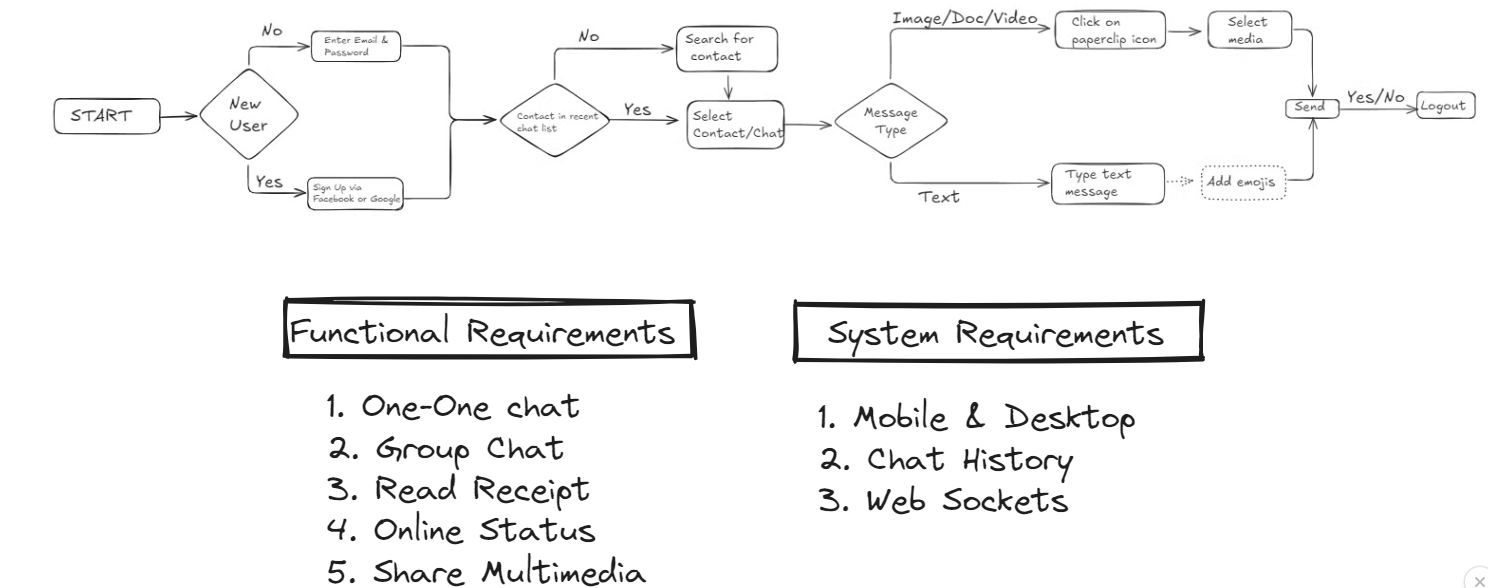 START
New
User
No
Enter Email &
Password
Yes
Sign Up via
Facebook or Google
Contact in recent
chat list
No
Search for
contact
Yes
Select
Contact/Chat
Message
Type
Image/Doc/Video
Click on
paperclip icon
Select
media
Text
Type text
message
Add emojis
Send
Yes/No
Logout
Functional Requirements
1. One-One chat
2. Group Chat
3. Read Receipt
4. Online Status
5. Share Multimedia
System Requirements
1. Mobile & Desktop
2. Chat History
3. Web Sockets